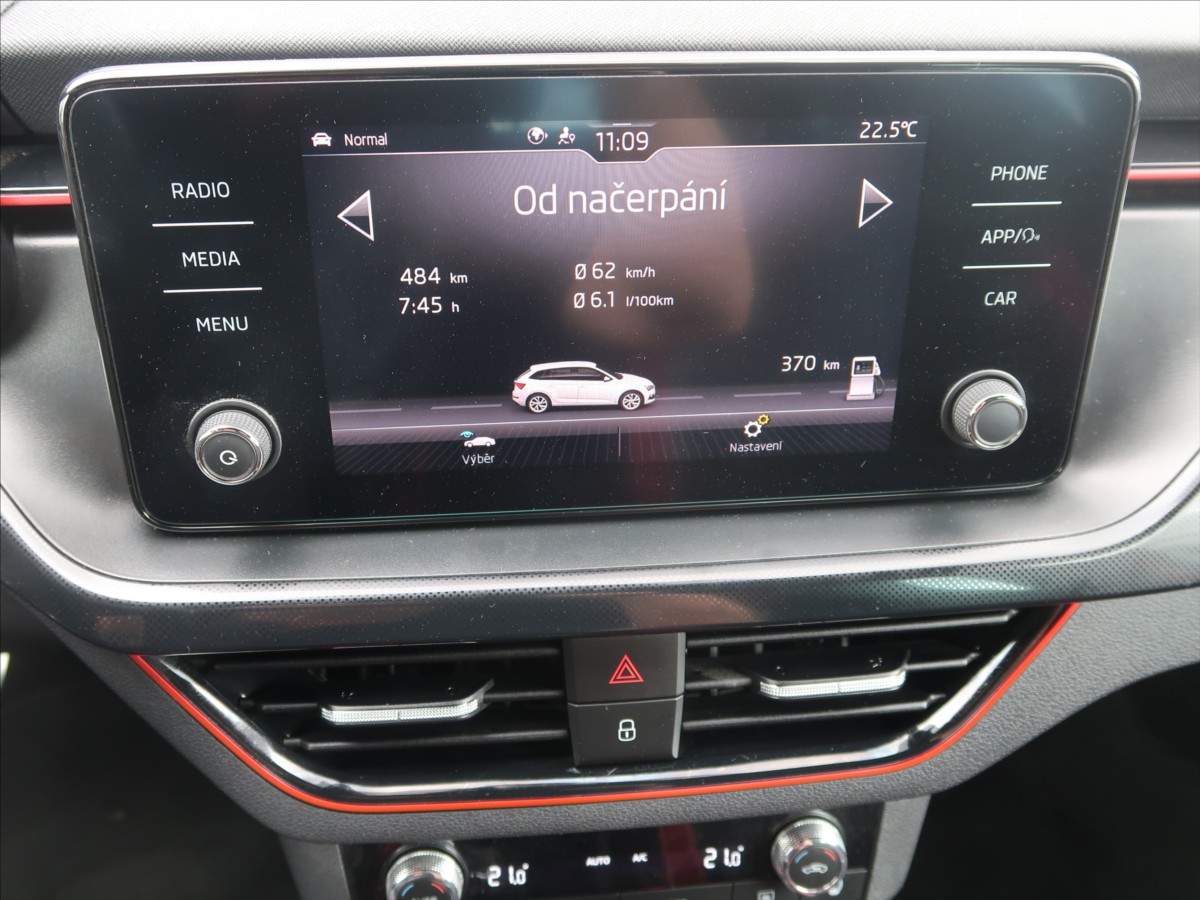 Normal
11:09
22.5°C
Od načerpání
484 km
7:45 h
Ø 62 km/h
Ø 6.1 l/100km
370 km
Výběr
Nastavení
RADIO
MEDIA
MENU
PHONE
APP/
CAR
21.0°
AUTO
A/C
21.0°